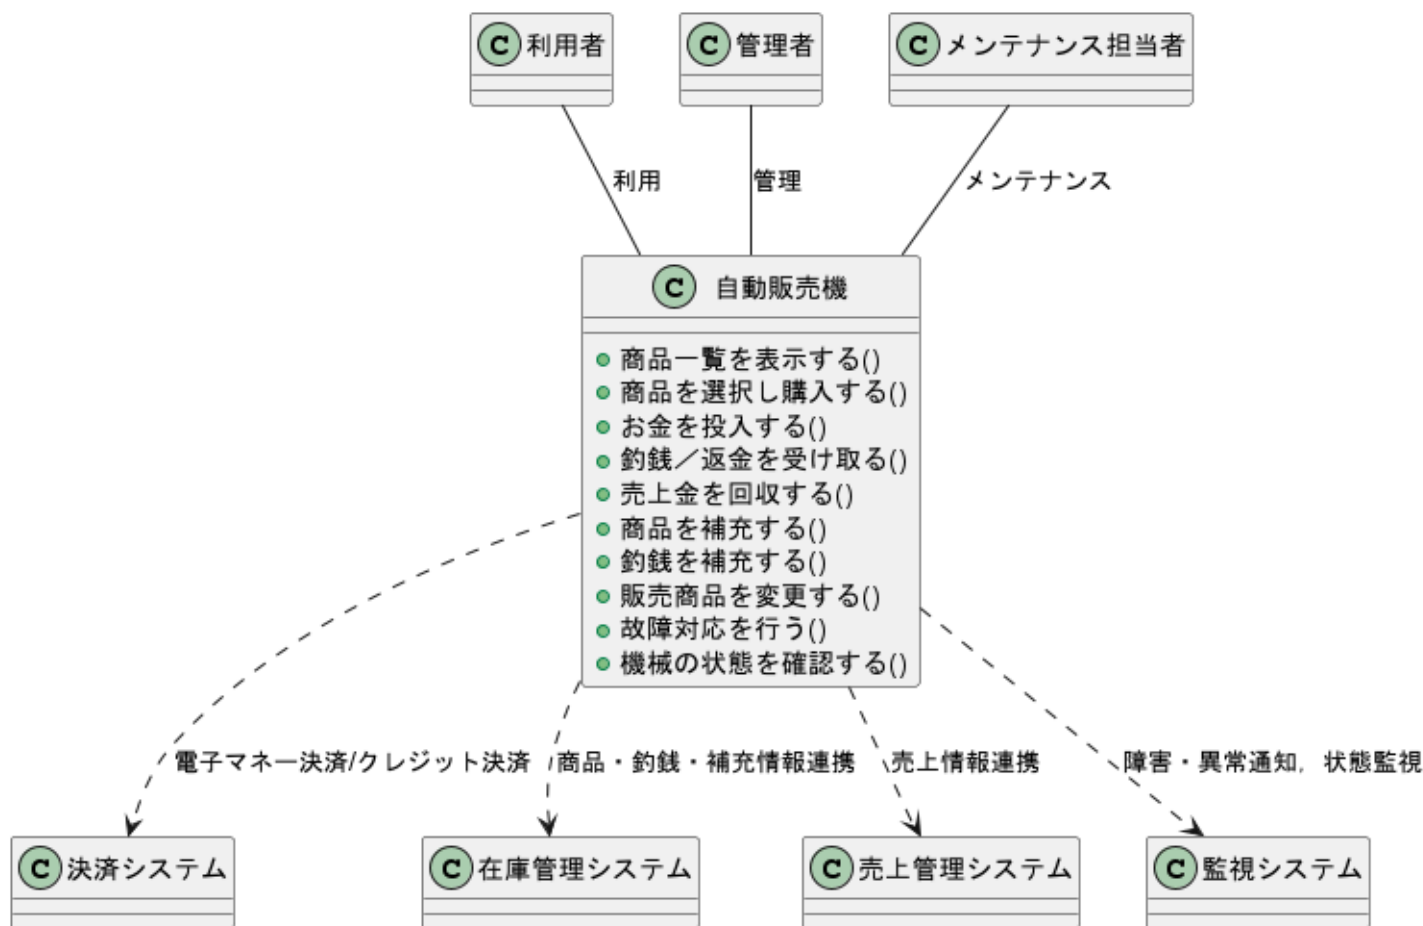 C 利用者
C 管理者
C メンテナンス担当者
利用
管理
メンテナンス
C 自動販売機
商品一覧を表示する()
商品を選択し購入する()
お金を投入する()
釣銭／返金を受け取る()
売上金を回収する()
商品を補充する()
釣銭を補充する()
販売商品を変更する()
故障対応を行う()
機械の状態を確認する()
電子マネー決済/クレジット決済
商品・釣銭・補充情報連携
売上情報連携
障害・異常通知，状態監視
C 決済システム
C 在庫管理システム
C 売上管理システム
C 監視システム